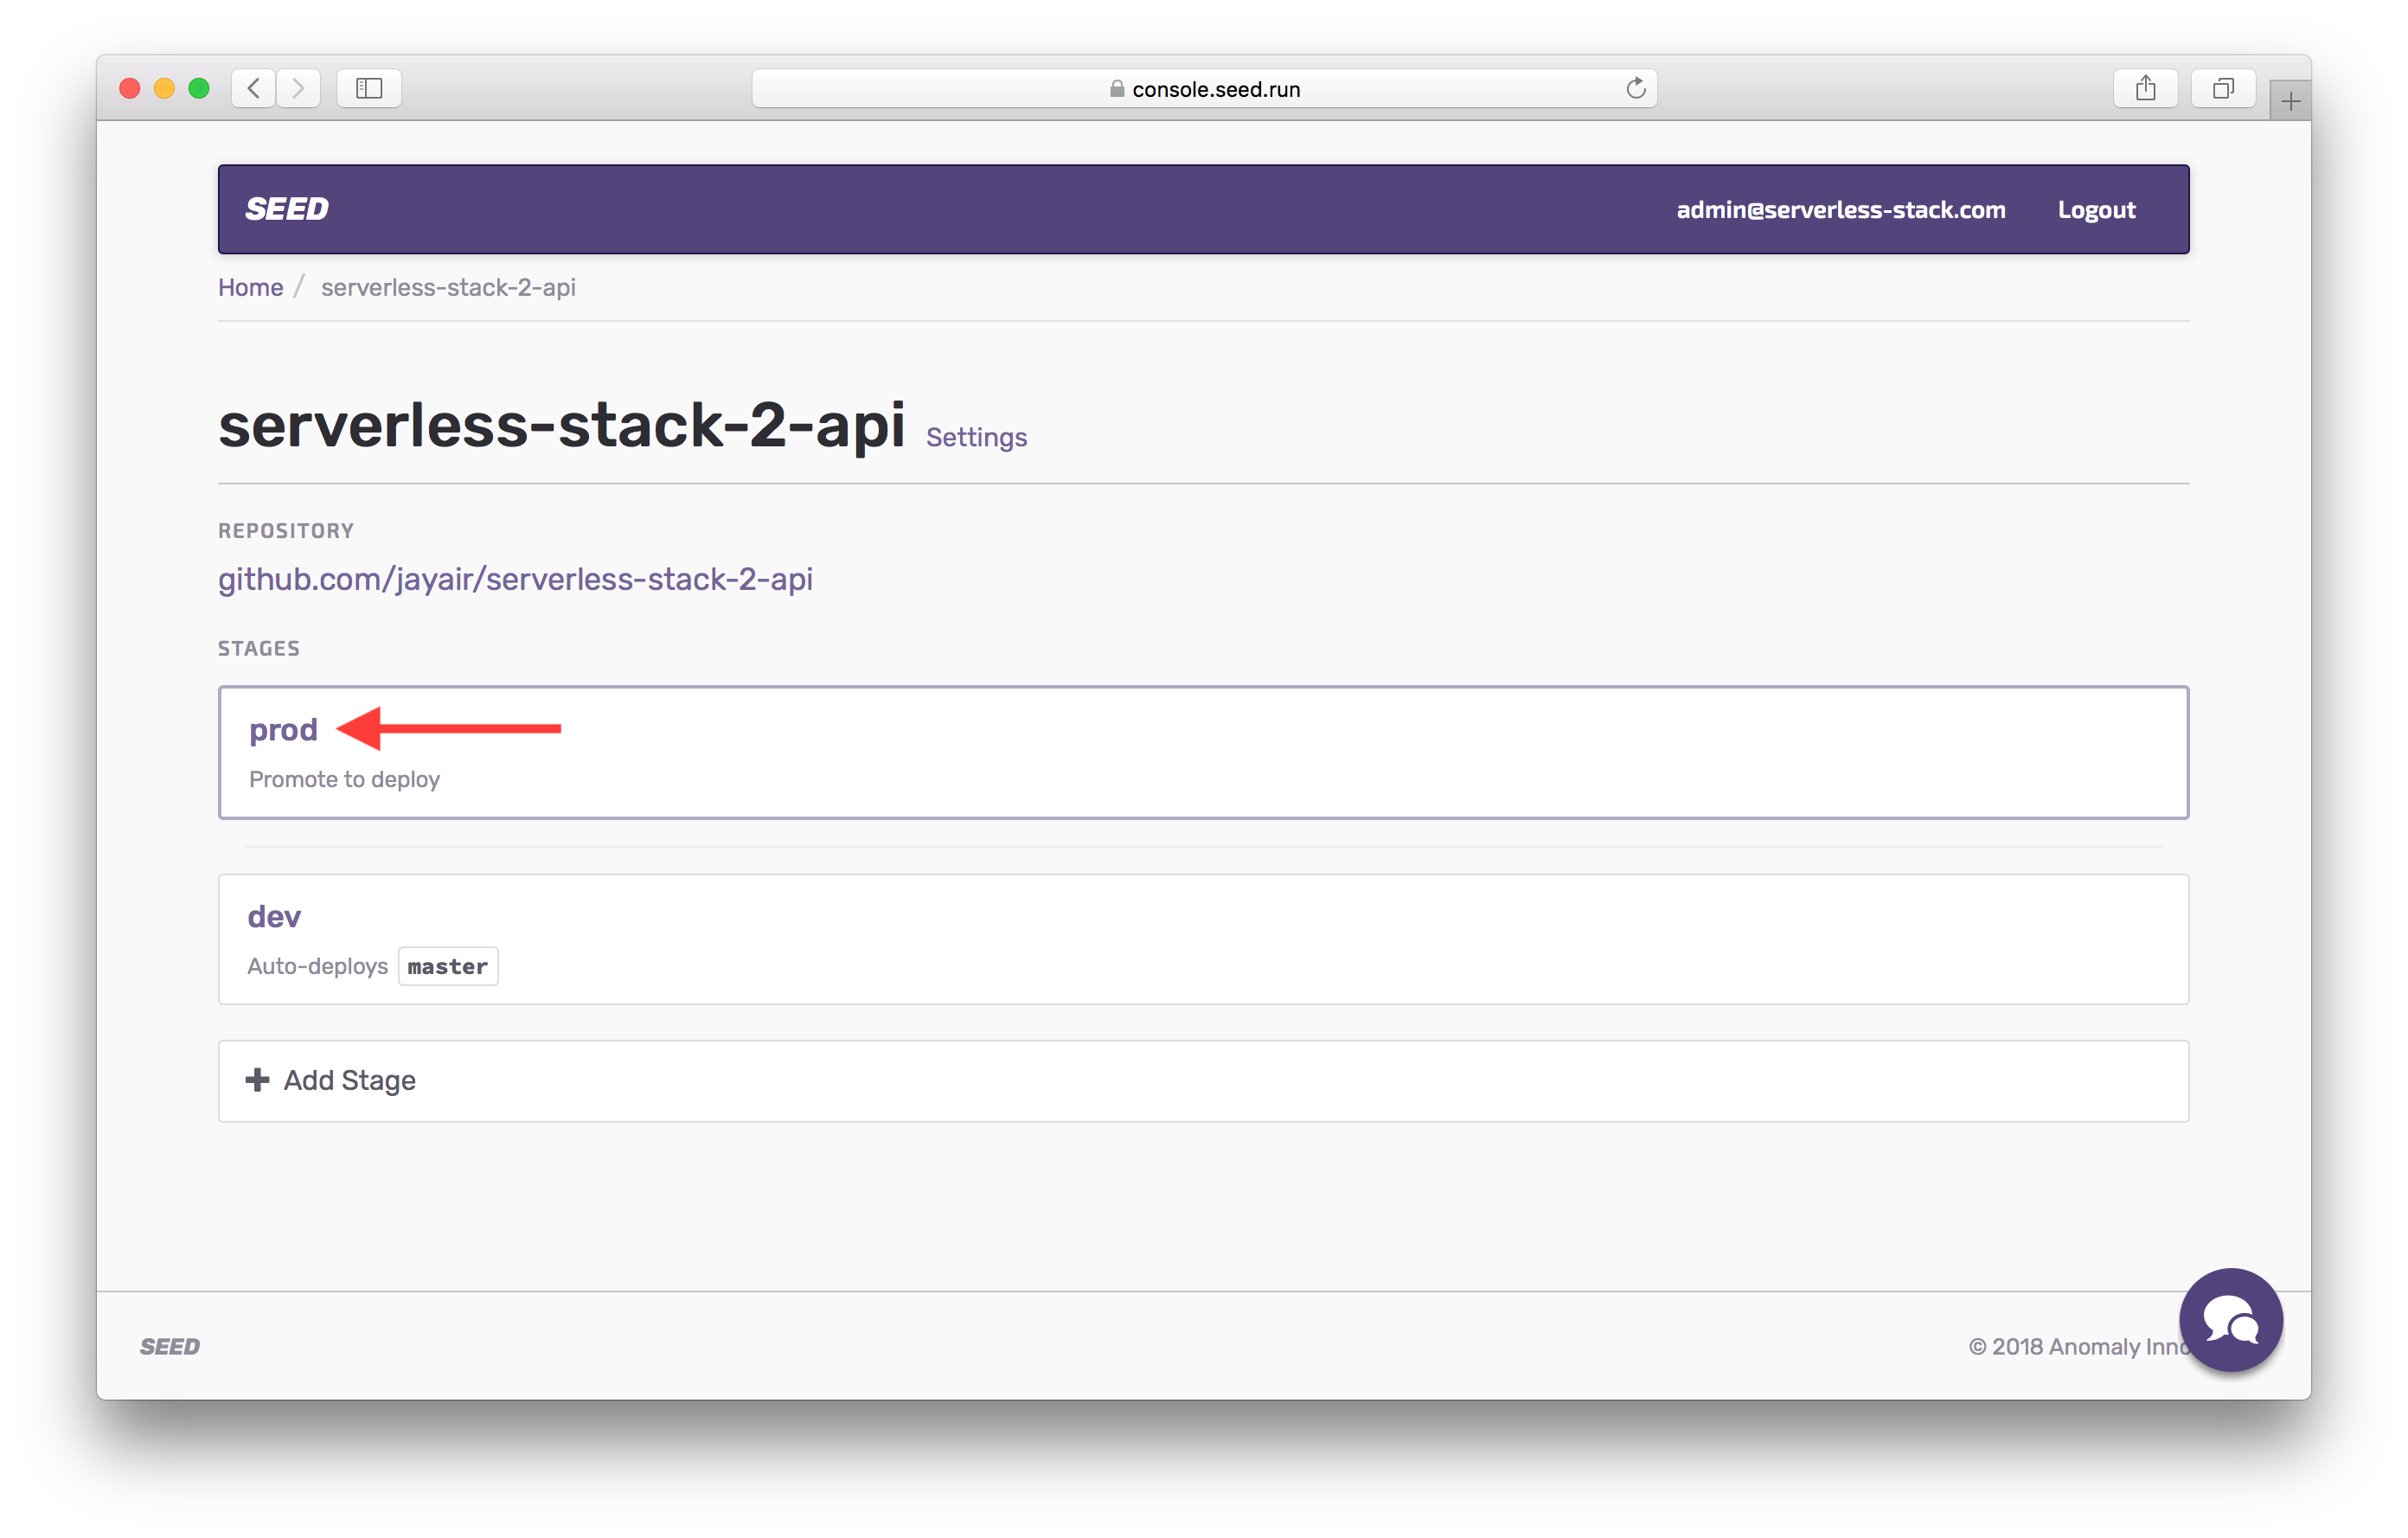 console.seed.run
SEED
admin@serverless-stack.com Logout
Home / serverless-stack-2-api
serverless-stack-2-api Settings
REPOSITORY
github.com/jayair/serverless-stack-2-api
STAGES
prod
Promote to deploy
dev
Auto-deploys master
Add Stage
SEED
© 2018 Anomaly